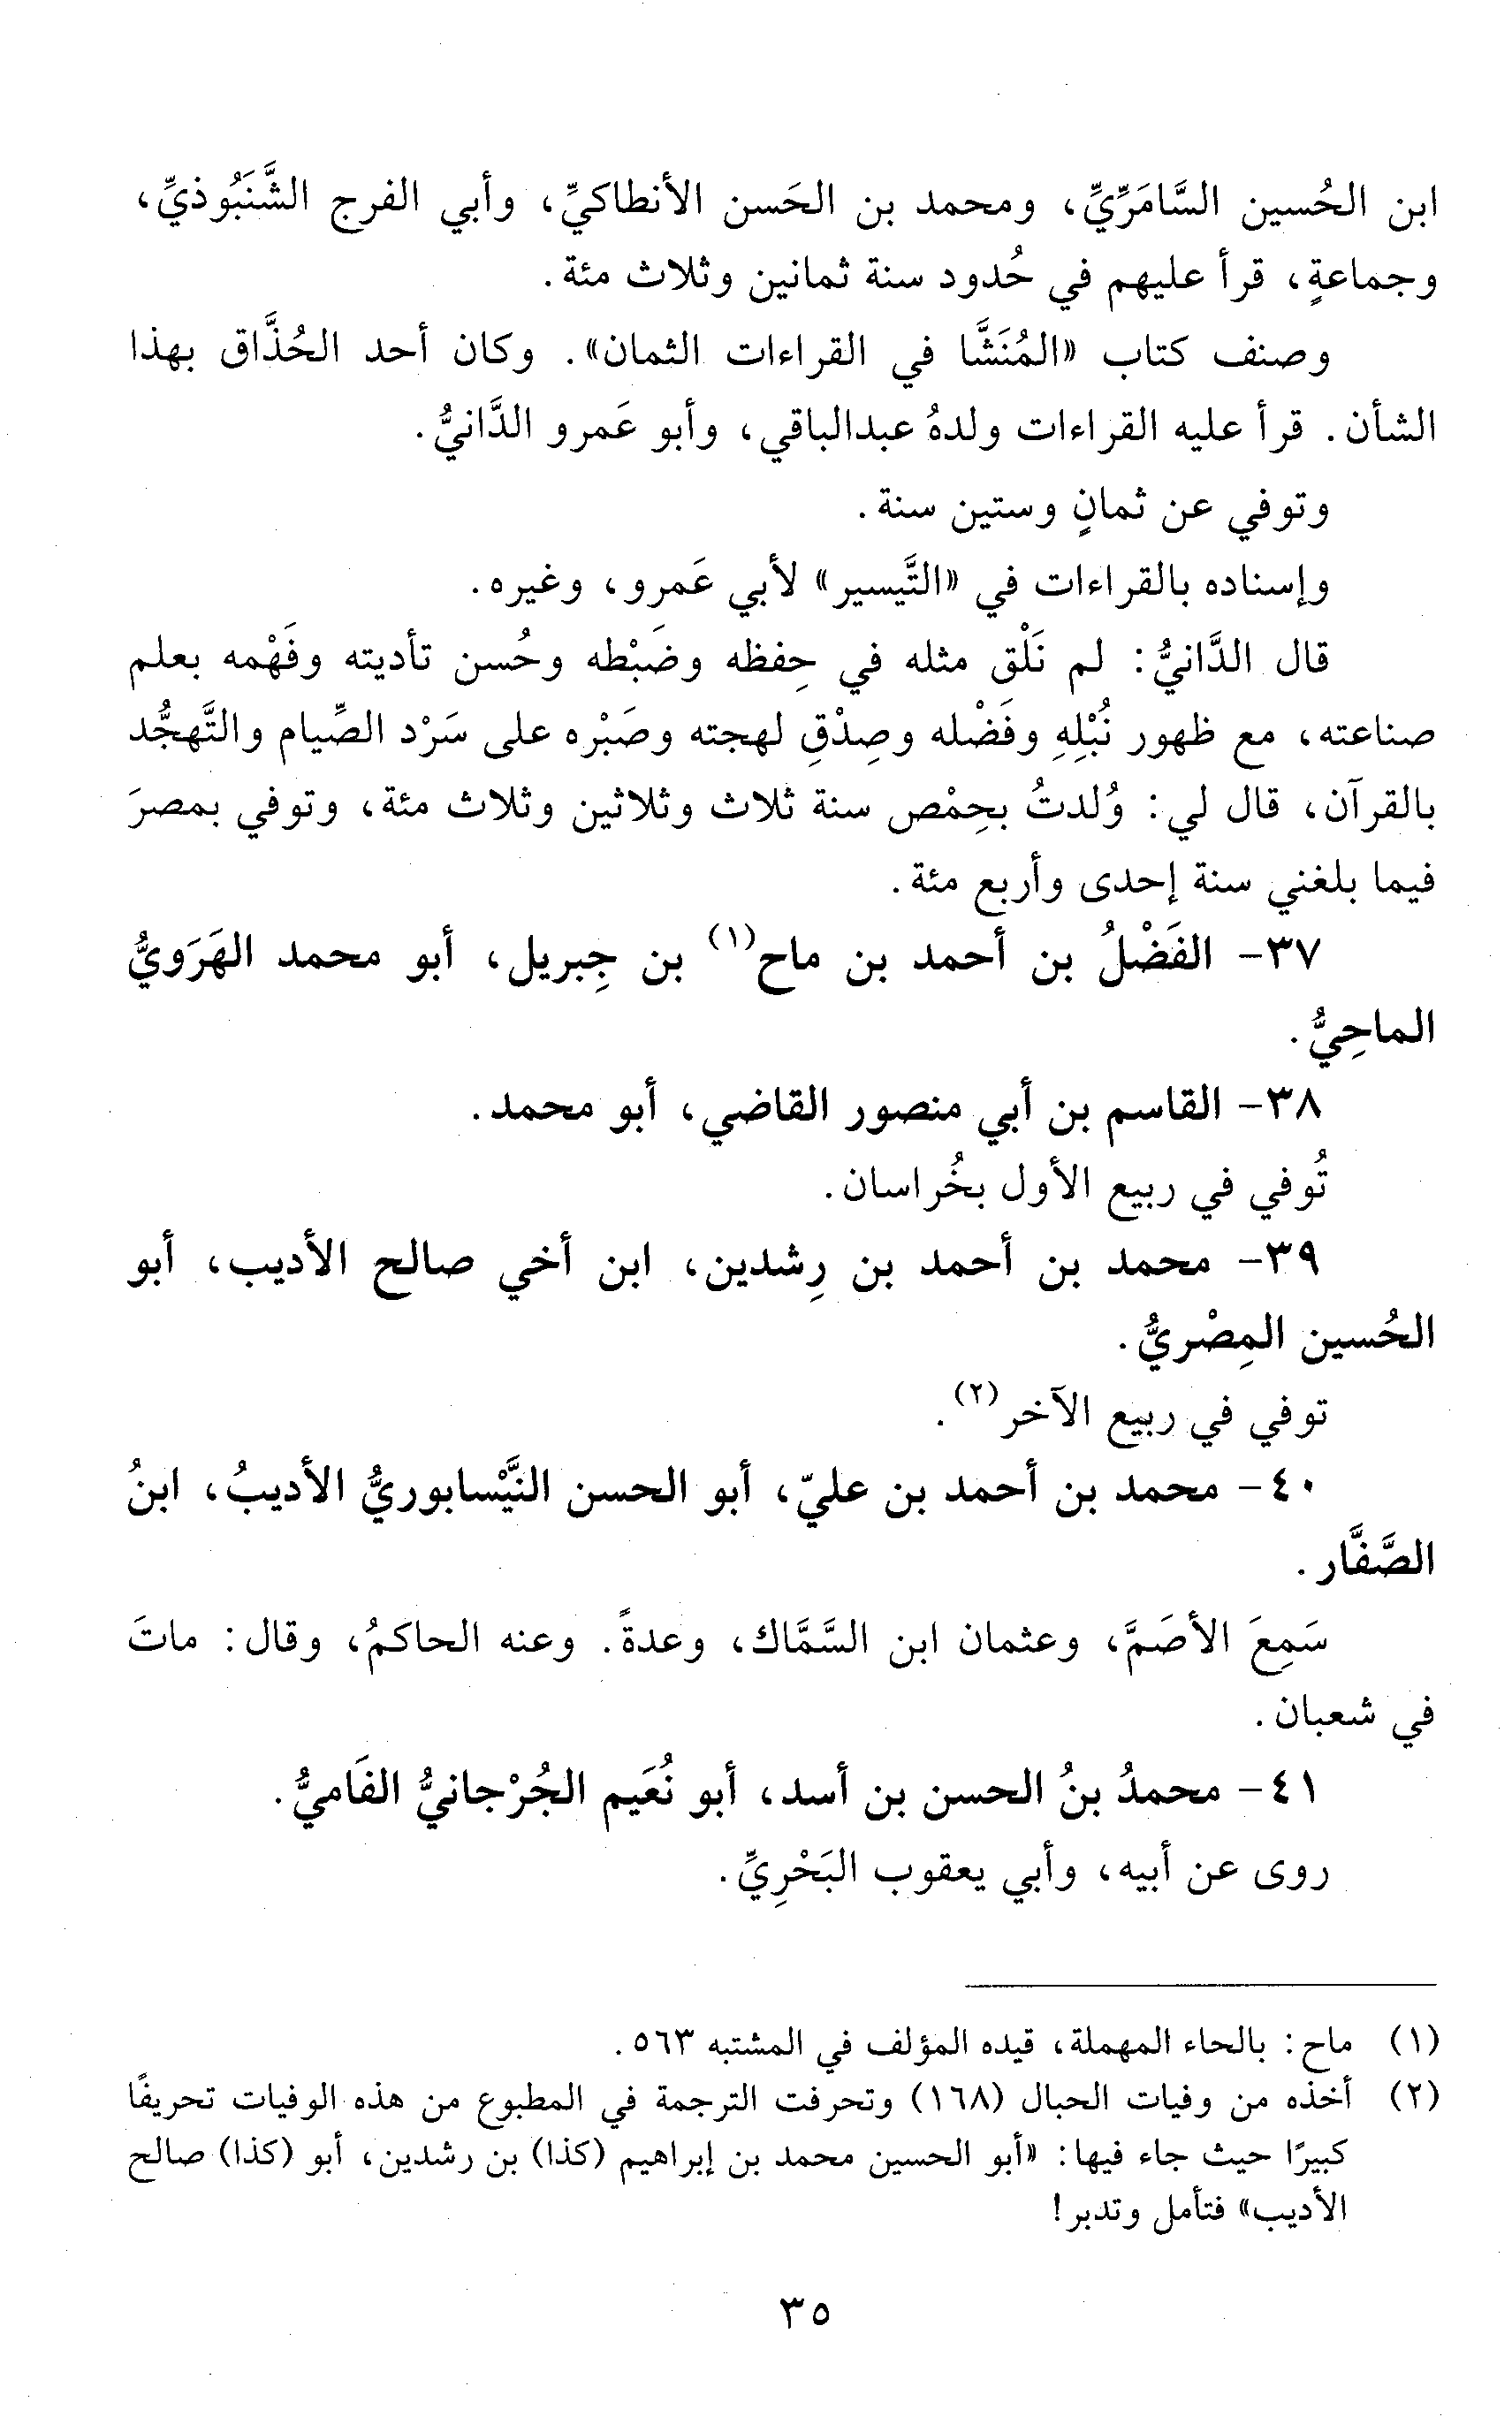 ابن الحُسين السَّامَرِّيِّ، ومحمد بن الحَسن الأنطاكيِّ، وأبي الفرج الشَّنَبُوذيِّ،
وجماعةٍ، قرأ عليهم في حُدود سنة ثمانين وثلاث مئة.
وصنف كتاب «المُنَشَّا في القراءات الثمان». وكان أحد الحُذَّاق بهذا
الشأن. قرأ عليه القراءات ولدهُ عبدالباقي، وأبو عَمرو الدَّانيُّ.
وتوفي عن ثمانٍ وستين سنة.
وإسناده بالقراءات في «التَّيسير» لأبي عَمرو، وغيره.
قال الدَّانيُّ: لم نَلْق مثله في حِفظه وضَبْطه وحُسن تأديته وفَهْمه بعلم
صناعته، مع ظهور نُبْلِهِ وفَضْله وصِدْقِ لهجته وصَبْره على سَرْد الصِّيام والتَّهجُّد
بالقرآن، قال لي: وُلدتُ بحِمْص سنة ثلاث وثلاثين وثلاث مئة، وتوفي بمصرَ
فيما بلغني سنة إحدى وأربع مئة.
٣٧- الفَضْلُ بن أحمد بن ماح(١) بن جِبريل، أبو محمد الهَرَويُّ
الماحِيُّ.
٣٨- القاسم بن أبي منصور القاضي، أبو محمد.
تُوفي في ربيع الأول بخُراسان.
٣٩- محمد بن أحمد بن رِشدين، ابن أخي صالح الأديب، أبو
الحُسين المِصْريُّ.
توفي في ربيع الآخر(٢).
٤٠- محمد بن أحمد بن عليّ، أبو الحسن النَّيْسابوريُّ الأديبُ، ابنُ
الصَّفَّار.
سَمِعَ الأصَمَّ، وعثمان ابن السَّمَّاك، وعدةً. وعنه الحاكمُ، وقال: ماتَ
في شعبان.
٤١- محمدُ بنُ الحسن بن أسد، أبو نُعَيم الجُرْجانيُّ الفَاميُّ.
روى عن أبيه، وأبي يعقوب البَحْرِيِّ.
(١) ماح: بالحاء المهملة، قيده المؤلف في المشتبه ٥٦٣.
(٢) أخذه من وفيات الحبال (١٦٨) وتحرفت الترجمة في المطبوع من هذه الوفيات تحريفًا
كبيرًا حيث جاء فيها: «أبو الحسين محمد بن إبراهيم (كذا) بن رشدين، أبو (كذا) صالح
الأديب» فتأمل وتدبر!
٣٥